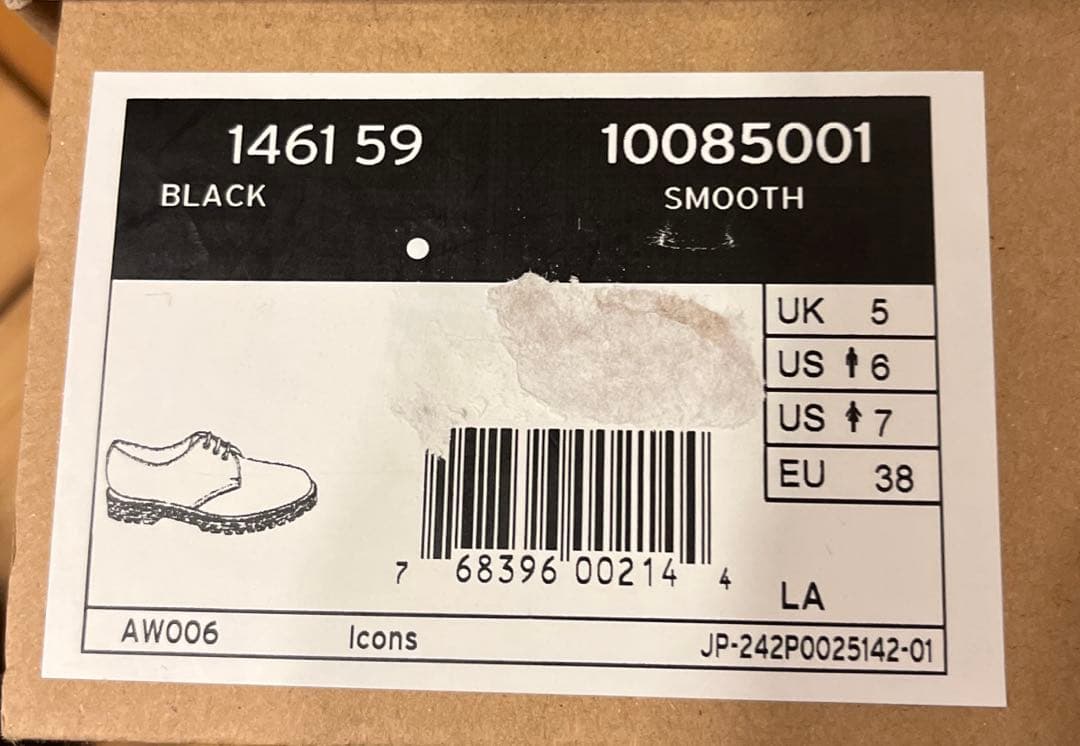 1461 59 10085001
BLACK SMOOTH
UK 5
US 6
US 7
EU 38
7 68396 00214 4
LA
AW006 Icons JP-242P0025142-01